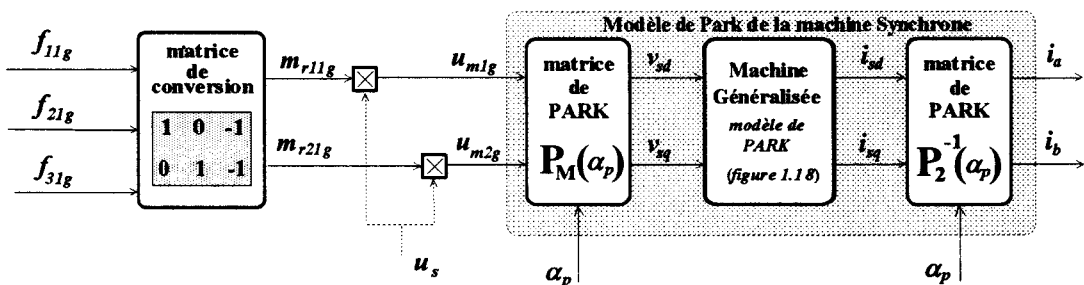 Modèle de Park de la machine Synchrone
f11g
f21g
f31g
matrice
de
conversion
1 0 -1
0 1 -1
mr11g
mr21g
um1g
um2g
us
matrice
de
PARK
PM(αp)
αp
vsd
vsq
Machine
Généralisée
modèle de
PARK
(figure 1.18)
isd
isq
matrice
de
PARK
P2-1(αp)
αp
ia
ib